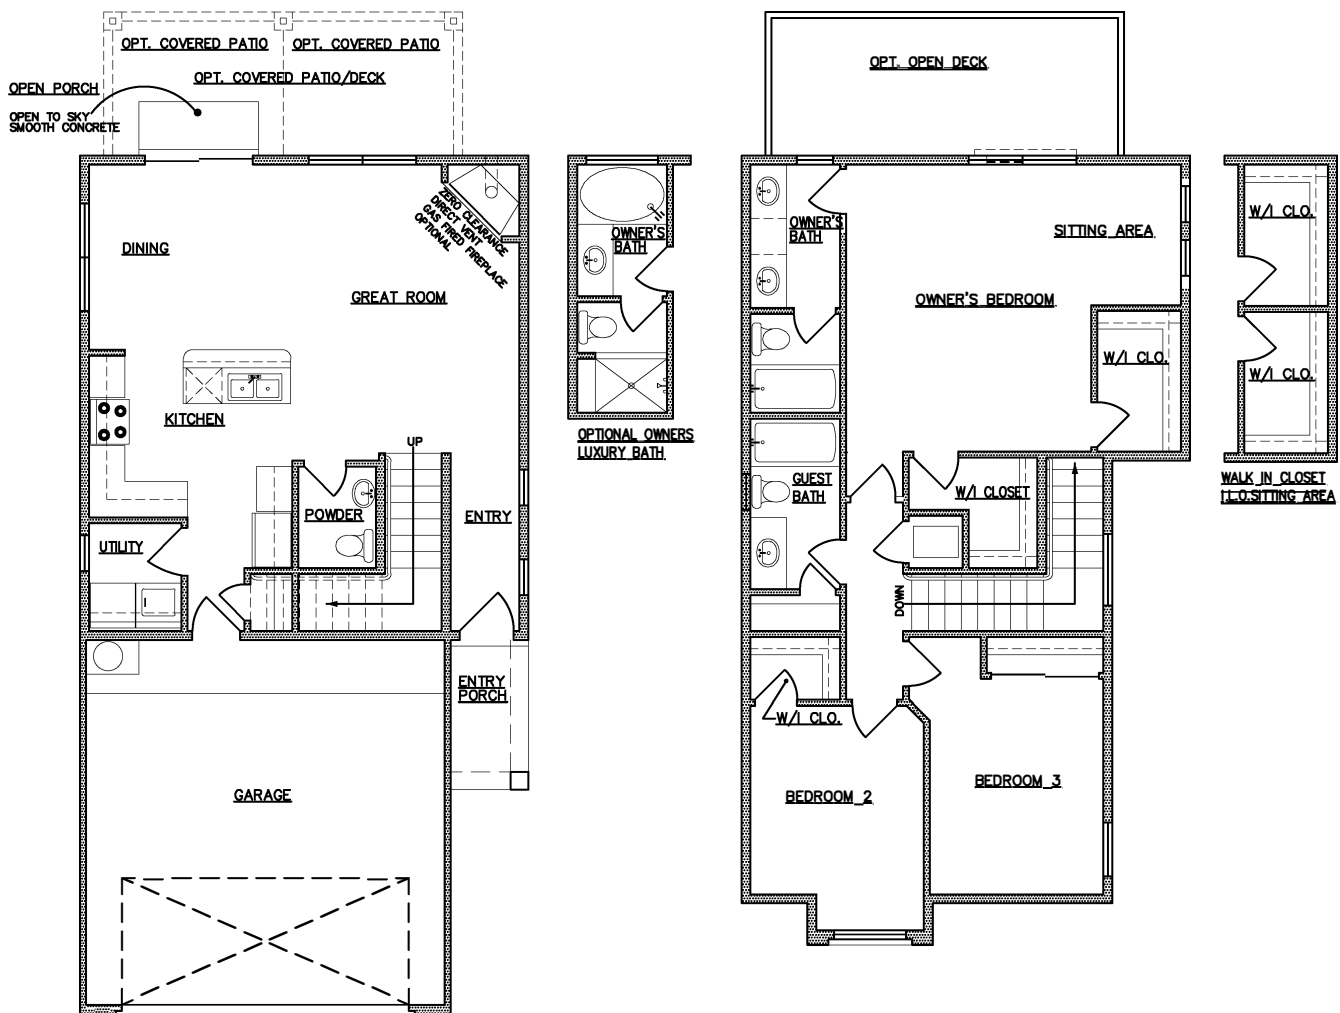 OPT. COVERED PATIO
OPT. COVERED PATIO
OPT. COVERED PATIO/DECK
OPEN PORCH
OPEN TO SKY
SMOOTH CONCRETE
ZERO CLEARANCE
DIRECT VENT
GAS FIRED FIREPLACE
OPTIONAL
DINING
GREAT ROOM
KITCHEN
UP
POWDER
ENTRY
UTILITY
ENTRY
PORCH
GARAGE
OWNER'S
BATH
OPTIONAL OWNERS
LUXURY BATH
OPT. OPEN DECK
OWNER'S
BATH
SITTING AREA
OWNER'S BEDROOM
W/I CLO.
GUEST
BATH
W/I CLOSET
DOWN
W/I CLO.
BEDROOM 2
BEDROOM 3
W/I CLO.
W/I CLO.
WALK IN CLOSET
I.L.O.SITTING AREA